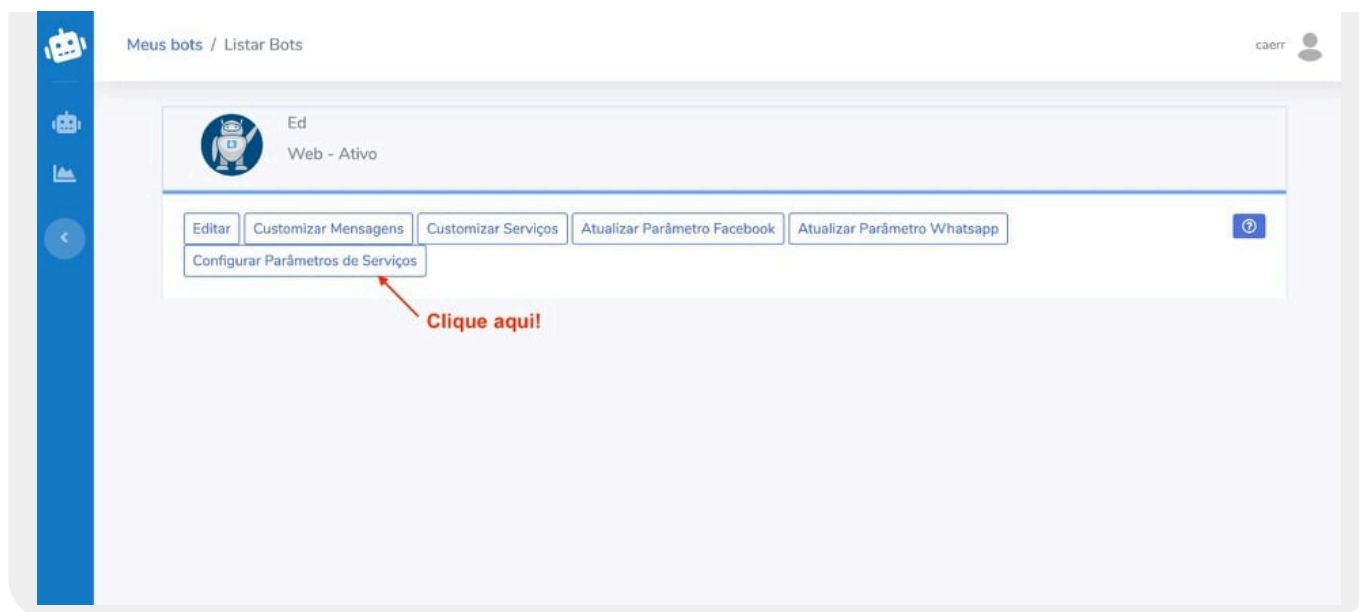 Meus bots / Listar Bots
caerr
Ed
Web - Ativo
Editar Customizar Mensagens Customizar Serviços Atualizar Parâmetro Facebook Atualizar Parâmetro Whatsapp
Configurar Parâmetros de Serviços
Clique aqui!